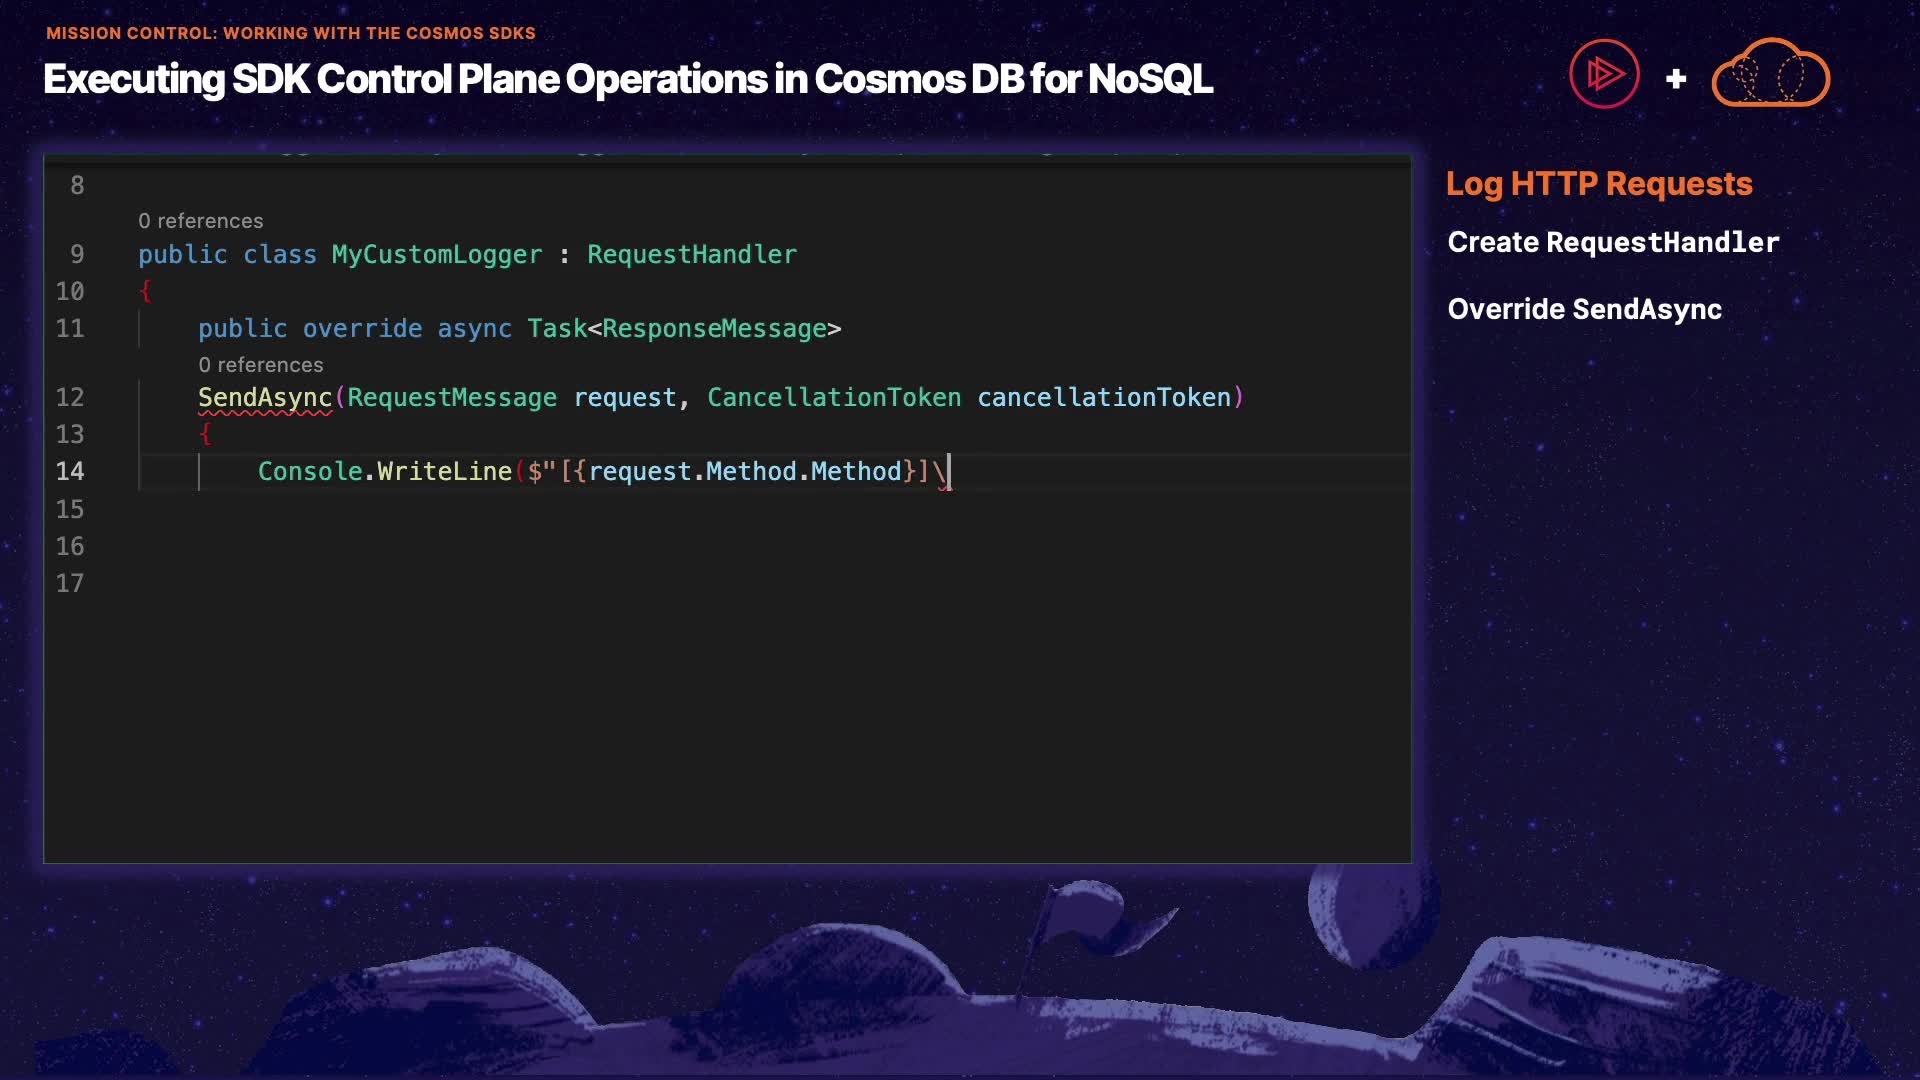 MISSION CONTROL: WORKING WITH THE COSMOS SDKS
Executing SDK Control Plane Operations in Cosmos DB for NoSQL
+
8
0 references
9 public class MyCustomLogger : RequestHandler
10 {
11 public override async Task<ResponseMessage>
0 references
12 SendAsync(RequestMessage request, CancellationToken cancellationToken)
13 {
14 Console.WriteLine($"[{request.Method.Method}]\
15
16
17
Log HTTP Requests
Create RequestHandler
Override SendAsync